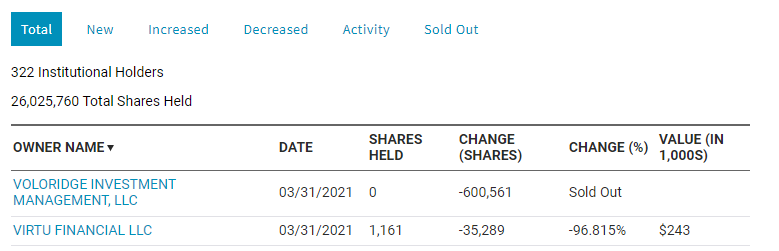 Total New Increased Decreased Activity Sold Out
322 Institutional Holders
26,025,760 Total Shares Held
OWNER NAME▼ DATE SHARES HELD CHANGE (SHARES) CHANGE (%) VALUE (IN 1,000S)
VOLORIDGE INVESTMENT MANAGEMENT, LLC 03/31/2021 0 -600,561 Sold Out
VIRTU FINANCIAL LLC 03/31/2021 1,161 -35,289 -96.815% $243